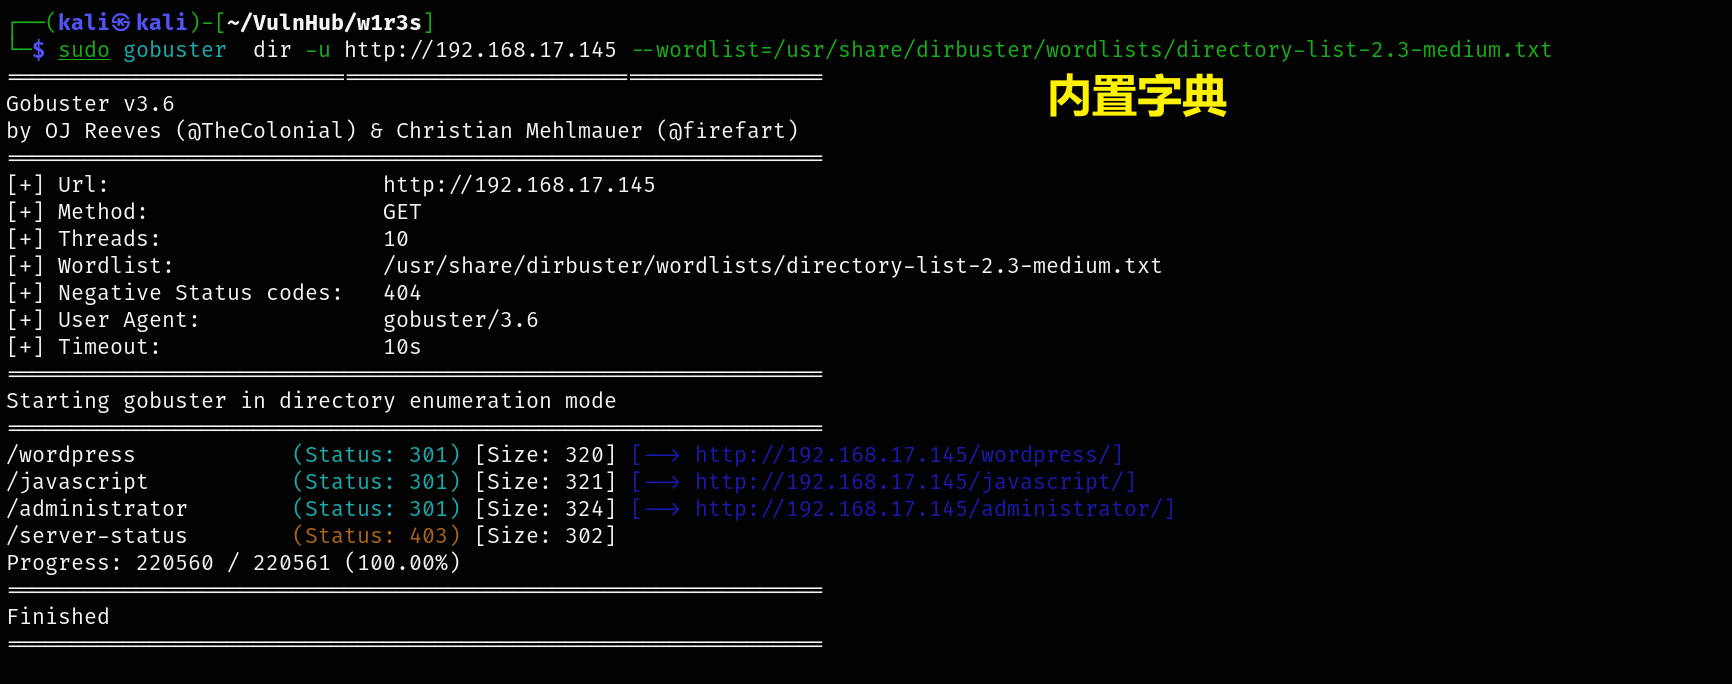 ┌──(kali㉿kali)-[~/VulnHub/w1r3s]
└─$ sudo gobuster  dir -u http://192.168.17.145 --wordlist=/usr/share/dirbuster/wordlists/directory-list-2.3-medium.txt
===============================================================
内置字典
Gobuster v3.6
by OJ Reeves (@TheColonial) & Christian Mehlmauer (@firefart)
===============================================================
[+] Url:                     http://192.168.17.145
[+] Method:                  GET
[+] Threads:                 10
[+] Wordlist:                /usr/share/dirbuster/wordlists/directory-list-2.3-medium.txt
[+] Negative Status codes:   404
[+] User Agent:              gobuster/3.6
[+] Timeout:                 10s
===============================================================
Starting gobuster in directory enumeration mode
===============================================================
/wordpress            (Status: 301) [Size: 320] [--> http://192.168.17.145/wordpress/]
/javascript           (Status: 301) [Size: 321] [--> http://192.168.17.145/javascript/]
/administrator        (Status: 301) [Size: 324] [--> http://192.168.17.145/administrator/]
/server-status        (Status: 403) [Size: 302]
Progress: 220560 / 220561 (100.00%)
===============================================================
Finished
===============================================================